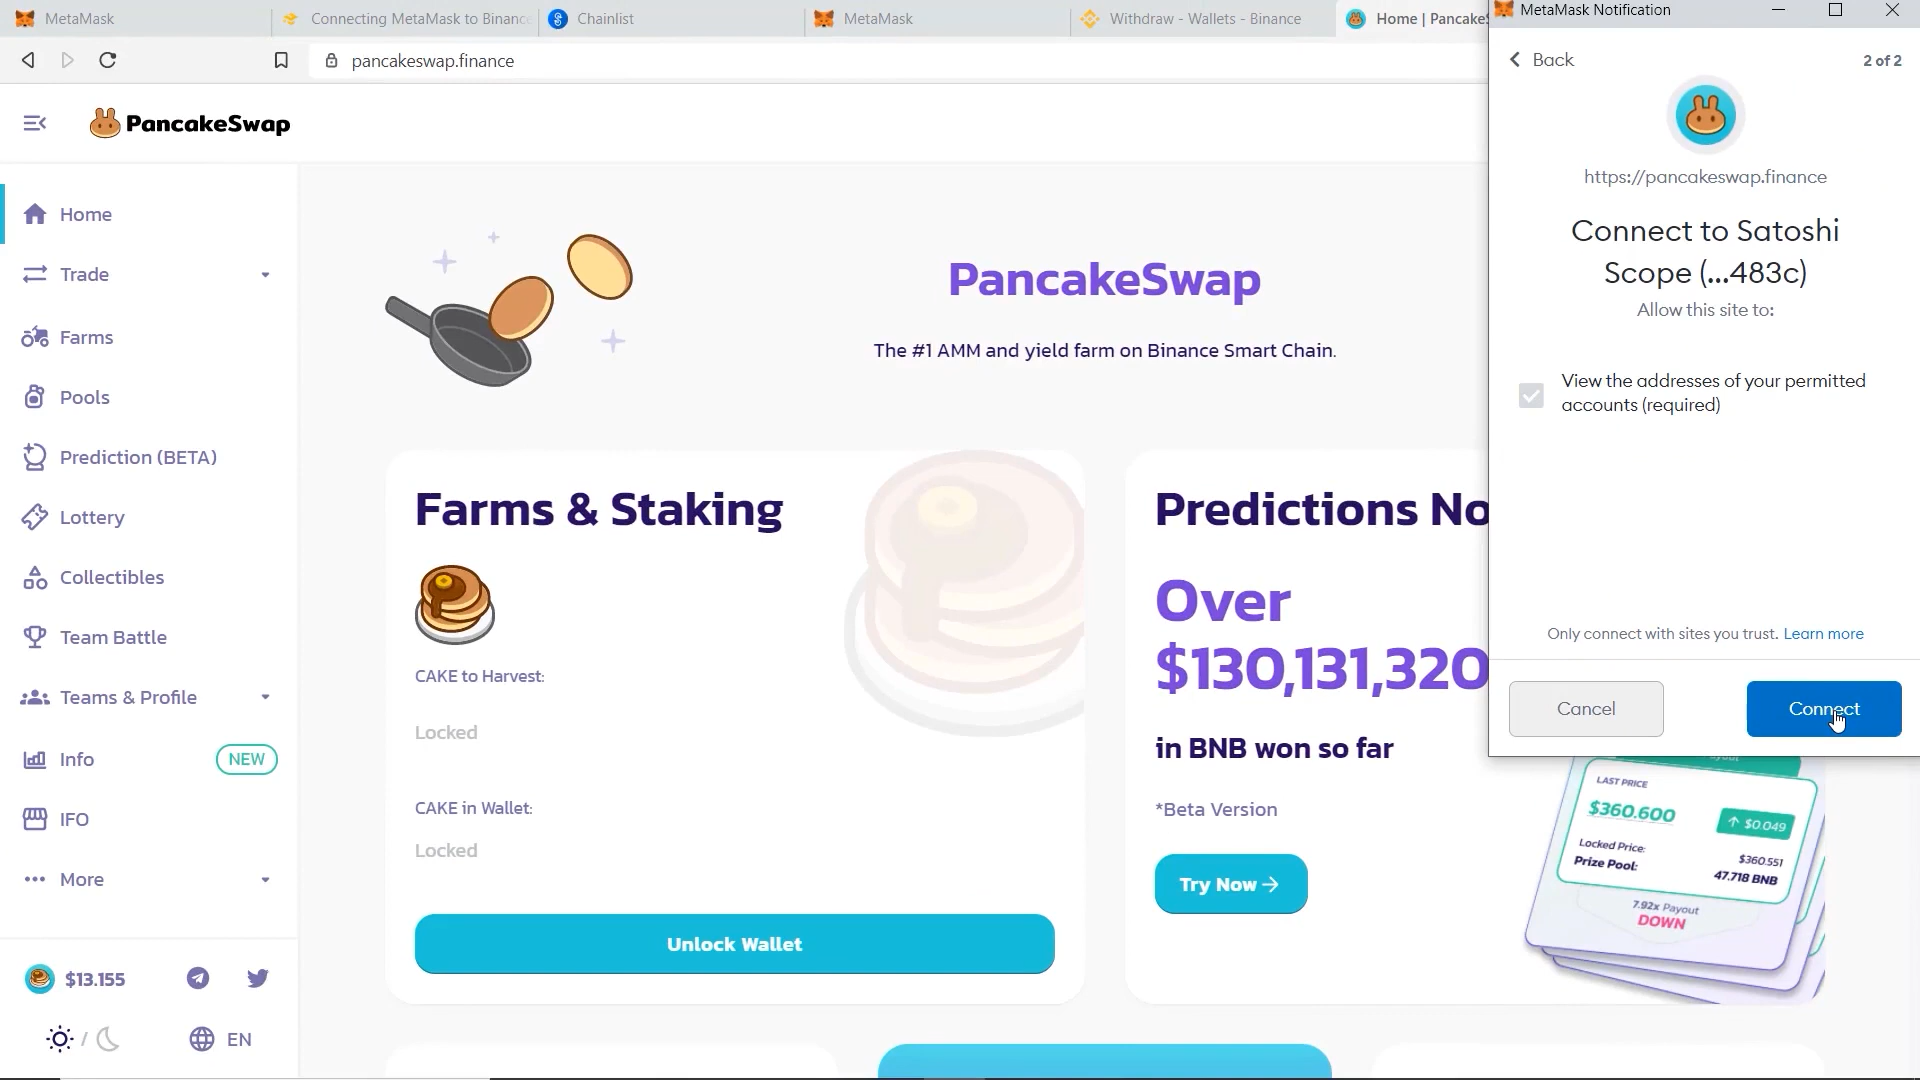 MetaMask
Connecting MetaMask to Binance
Chainlist
MetaMask
Withdraw - Wallets - Binance
Home | PancakeS
MetaMask Notification
pancakeswap.finance
Back
2 of 2
PancakeSwap
https://pancakeswap.finance
Connect to Satoshi
Scope (...483c)
Allow this site to:
View the addresses of your permitted
accounts (required)
Only connect with sites you trust. Learn more
Cancel
Connect
Home
Trade
Farms
Pools
Prediction (BETA)
Lottery
Collectibles
Team Battle
Teams & Profile
Info
NEW
IFO
More
$13.155
/
EN
PancakeSwap
The #1 AMM and yield farm on Binance Smart Chain.
Farms & Staking
CAKE to Harvest:
Locked
CAKE in Wallet:
Locked
Unlock Wallet
Predictions No
Over
$130,131,320
in BNB won so far
*Beta Version
Try Now
LAST PRICE
$360.600
$0.049
Locked Price:
$360.551
Prize Pool:
47.718 BNB
7.92x Payout
DOWN